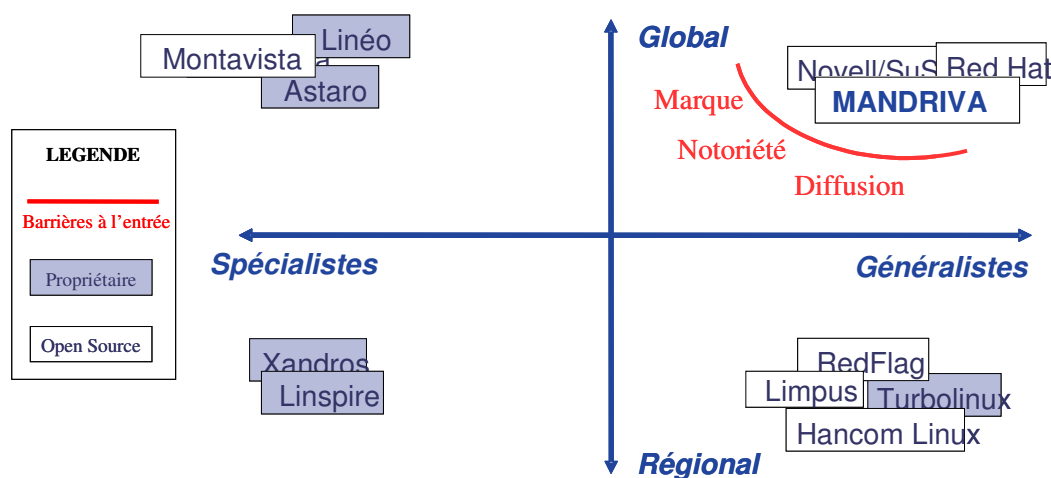 Linéo
Montavista
Astaro
Global
Novell/SuS
Red Hat
MANDRIVA
Marque
Notoriété
Diffusion
LEGENDE
Barrières à l'entrée
Propriétaire
Open Source
Spécialistes
Généralistes
Xandros
Linspire
RedFlag
Limpus
Turbolinux
Hancom Linux
Régional